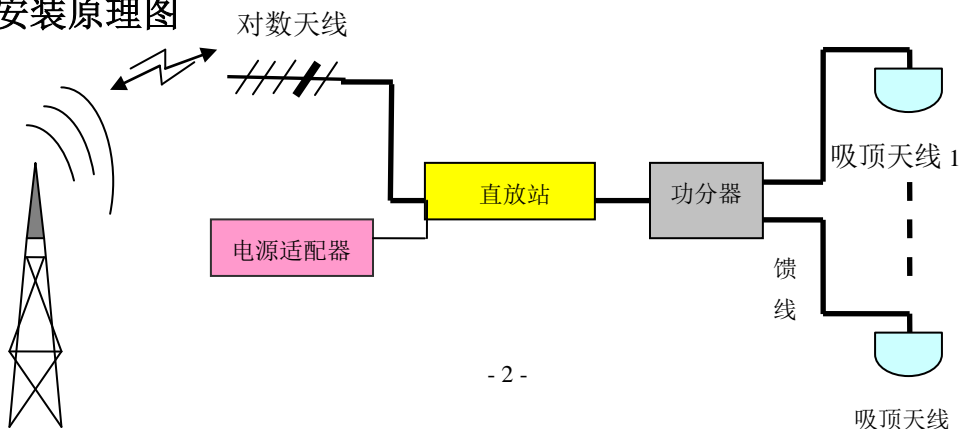 安装原理图
对数天线
吸顶天线 1
直放站
功分器
电源适配器
馈
线
- 2 -
吸顶天线